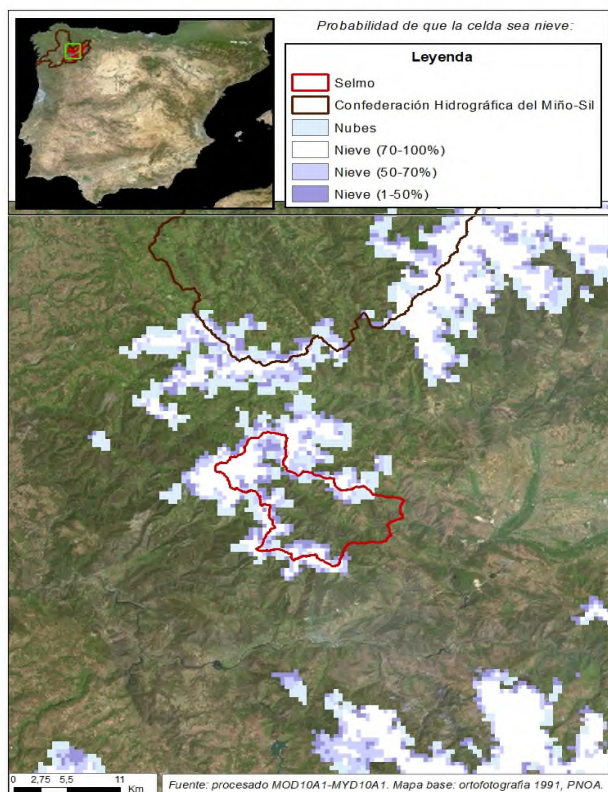 Probabilidad de que la celda sea nieve:
Leyenda
Selmo
Confederación Hidrográfica del Miño-Sil
Nubes
Nieve (70-100%)
Nieve (50-70%)
Nieve (1-50%)
0 2,75 5,5 11
Km
Fuente: procesado MOD10A1-MYD10A1. Mapa base: ortofotografía 1991, PNOA.